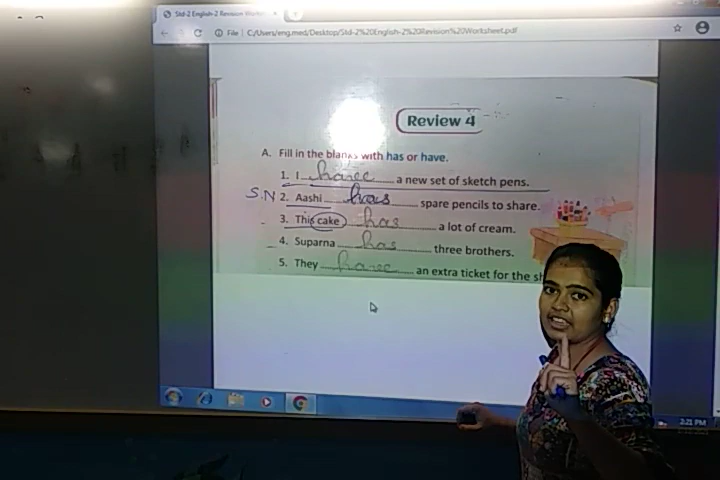 Std-2 English-2 Revision Works
File C:/Users/eng.med/Desktop/Std-2%20English-2%20Revision%20Worksheet.pdf
Review 4
A. Fill in the blanks with has or have.
1. I have a new set of sketch pens.
S.N 2. Aashi has spare pencils to share.
3. This cake has a lot of cream.
4. Suparna has three brothers.
5. They have an extra ticket for the sh
2:21 PM